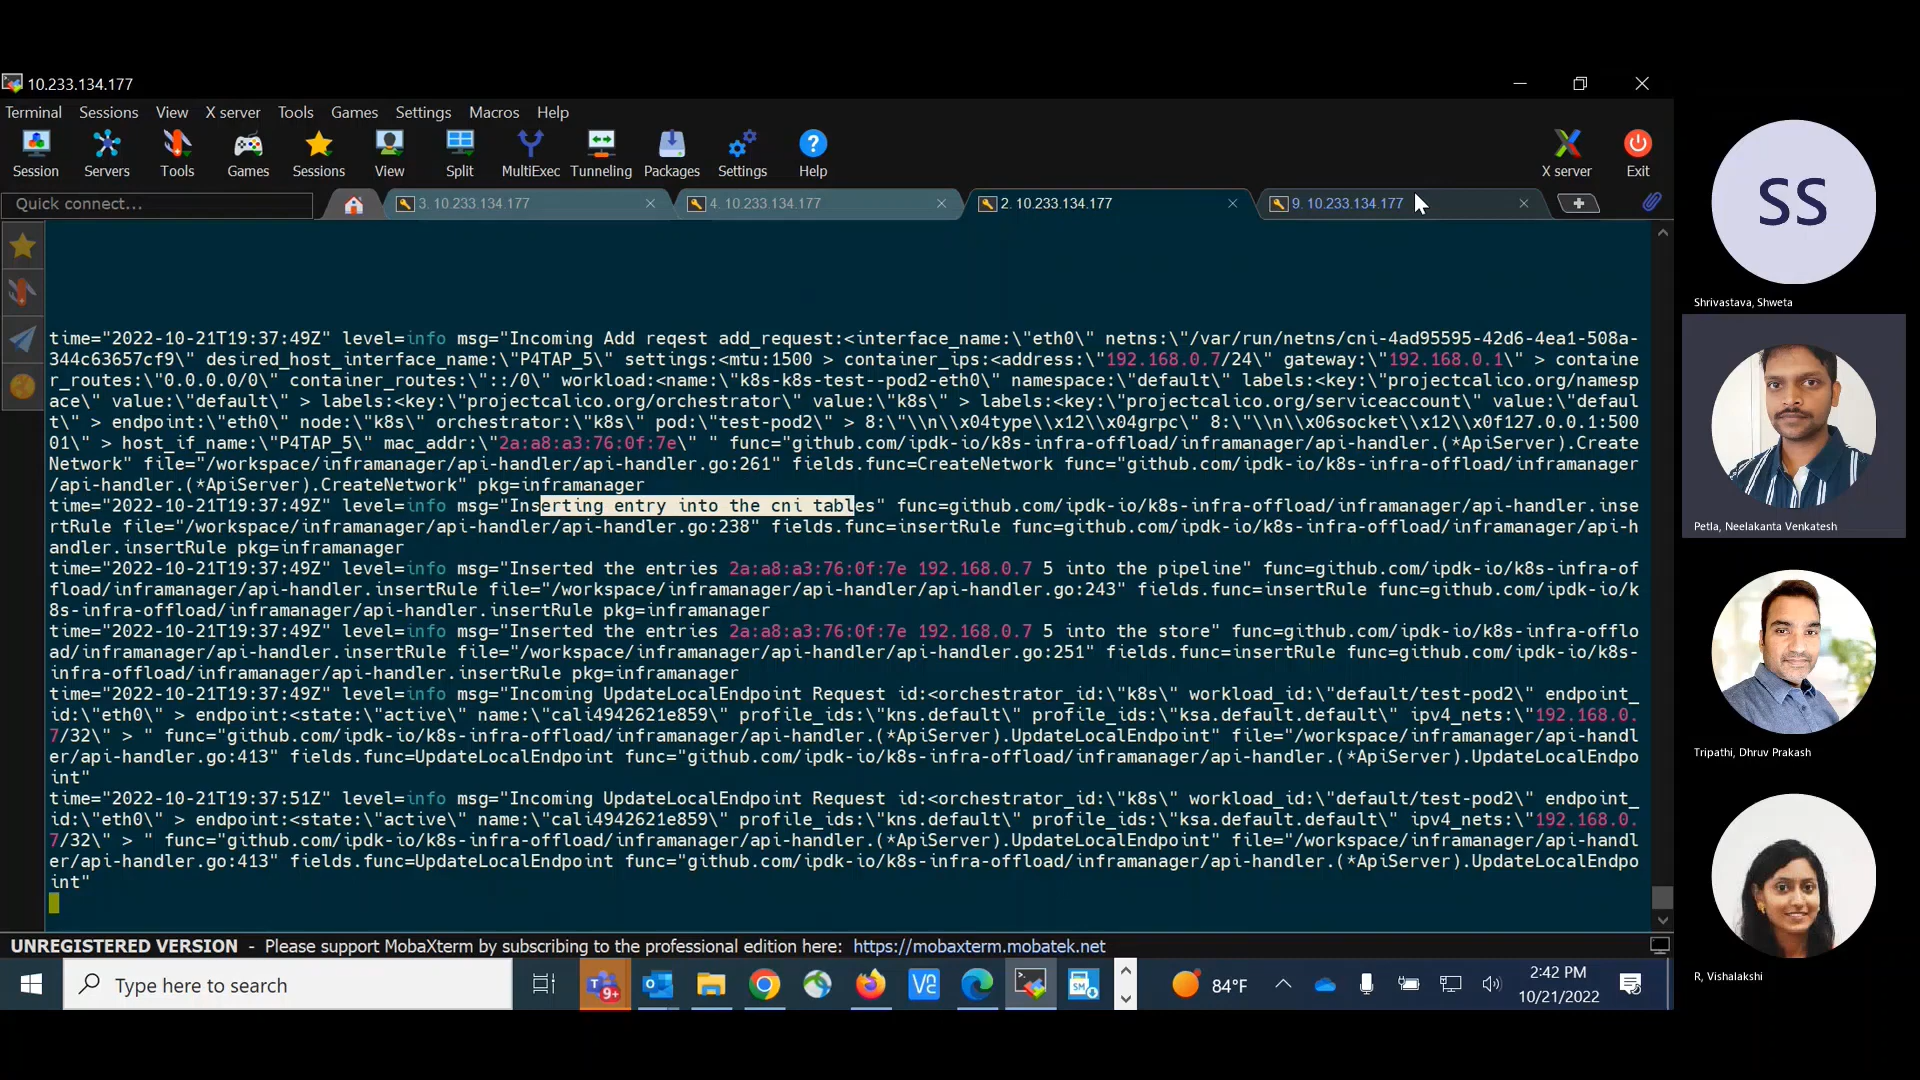 10.233.134.177
Terminal Sessions View X server Tools Games Settings Macros Help
Session Servers Tools Games Sessions View Split MultiExec Tunneling Packages Settings Help X server Exit
Quick connect... 3. 10.233.134.177 4. 10.233.134.177 2. 10.233.134.177 9. 10.233.134.177
time="2022-10-21T19:37:49Z" level=info msg="Incoming Add reqest add_request:<interface_name:\"eth0\" netns:\"/var/run/netns/cni-4ad95595-42d6-4ea1-508a-
344c63657cf9\" desired_host_interface_name:\"P4TAP_5\" settings:<mtu:1500 > container_ips:<address:\"192.168.0.7/24\" gateway:\"192.168.0.1\" > containe
r_routes:\"0.0.0.0/0\" container_routes:\"::/0\" workload:<name:\"k8s-k8s-test--pod2-eth0\" namespace:\"default\" labels:<key:\"projectcalico.org/namesp
ace\" value:\"default\" > labels:<key:\"projectcalico.org/orchestrator\" value:\"k8s\" > labels:<key:\"projectcalico.org/serviceaccount\" value:\"defaul
t\" > endpoint:\"eth0\" node:\"k8s\" orchestrator:\"k8s\" pod:\"test-pod2\" > 8:\"\\n\\x04type\\x12\\x04grpc\" 8:\"\\n\\x06socket\\x12\\x0f127.0.0.1:500
01\" > host_if_name:\"P4TAP_5\" mac_addr:\"2a:a8:a3:76:0f:7e\" " func="github.com/ipdk-io/k8s-infra-offload/inframanager/api-handler.(*ApiServer).Create
Network" file="/workspace/inframanager/api-handler/api-handler.go:261" fields.func=CreateNetwork func="github.com/ipdk-io/k8s-infra-offload/inframanager
/api-handler.(*ApiServer).CreateNetwork" pkg=inframanager
time="2022-10-21T19:37:49Z" level=info msg="Inserting entry into the cni tables" func=github.com/ipdk-io/k8s-infra-offload/inframanager/api-handler.inse
rtRule file="/workspace/inframanager/api-handler/api-handler.go:238" fields.func=insertRule func=github.com/ipdk-io/k8s-infra-offload/inframanager/api-h
andler.insertRule pkg=inframanager
time="2022-10-21T19:37:49Z" level=info msg="Inserted the entries 2a:a8:a3:76:0f:7e 192.168.0.7 5 into the pipeline" func=github.com/ipdk-io/k8s-infra-of
fload/inframanager/api-handler.insertRule file="/workspace/inframanager/api-handler/api-handler.go:243" fields.func=insertRule func=github.com/ipdk-io/k
8s-infra-offload/inframanager/api-handler.insertRule pkg=inframanager
time="2022-10-21T19:37:49Z" level=info msg="Inserted the entries 2a:a8:a3:76:0f:7e 192.168.0.7 5 into the store" func=github.com/ipdk-io/k8s-infra-offlo
ad/inframanager/api-handler.insertRule file="/workspace/inframanager/api-handler/api-handler.go:251" fields.func=insertRule func=github.com/ipdk-io/k8s-
infra-offload/inframanager/api-handler.insertRule pkg=inframanager
time="2022-10-21T19:37:49Z" level=info msg="Incoming UpdateLocalEndpoint Request id:<orchestrator_id:\"k8s\" workload_id:\"default/test-pod2\" endpoint_
id:\"eth0\" > endpoint:<state:\"active\" name:\"cali4942621e859\" profile_ids:\"kns.default\" profile_ids:\"ksa.default.default\" ipv4_nets:\"192.168.0.
7/32\" > " func="github.com/ipdk-io/k8s-infra-offload/inframanager/api-handler.(*ApiServer).UpdateLocalEndpoint" file="/workspace/inframanager/api-handl
er/api-handler.go:413" fields.func=UpdateLocalEndpoint func="github.com/ipdk-io/k8s-infra-offload/inframanager/api-handler.(*ApiServer).UpdateLocalEndpo
int"
time="2022-10-21T19:37:51Z" level=info msg="Incoming UpdateLocalEndpoint Request id:<orchestrator_id:\"k8s\" workload_id:\"default/test-pod2\" endpoint_
id:\"eth0\" > endpoint:<state:\"active\" name:\"cali4942621e859\" profile_ids:\"kns.default\" profile_ids:\"ksa.default.default\" ipv4_nets:\"192.168.0.
7/32\" > " func="github.com/ipdk-io/k8s-infra-offload/inframanager/api-handler.(*ApiServer).UpdateLocalEndpoint" file="/workspace/inframanager/api-handl
er/api-handler.go:413" fields.func=UpdateLocalEndpoint func="github.com/ipdk-io/k8s-infra-offload/inframanager/api-handler.(*ApiServer).UpdateLocalEndpo
int"
UNREGISTERED VERSION - Please support MobaXterm by subscribing to the professional edition here: https://mobaxterm.mobatek.net
Type here to search
9+
84°F
2:42 PM
10/21/2022
SS
Shrivastava, Shweta
Petla, Neelakanta Venkatesh
Tripathi, Dhruv Prakash
R, Vishalakshi